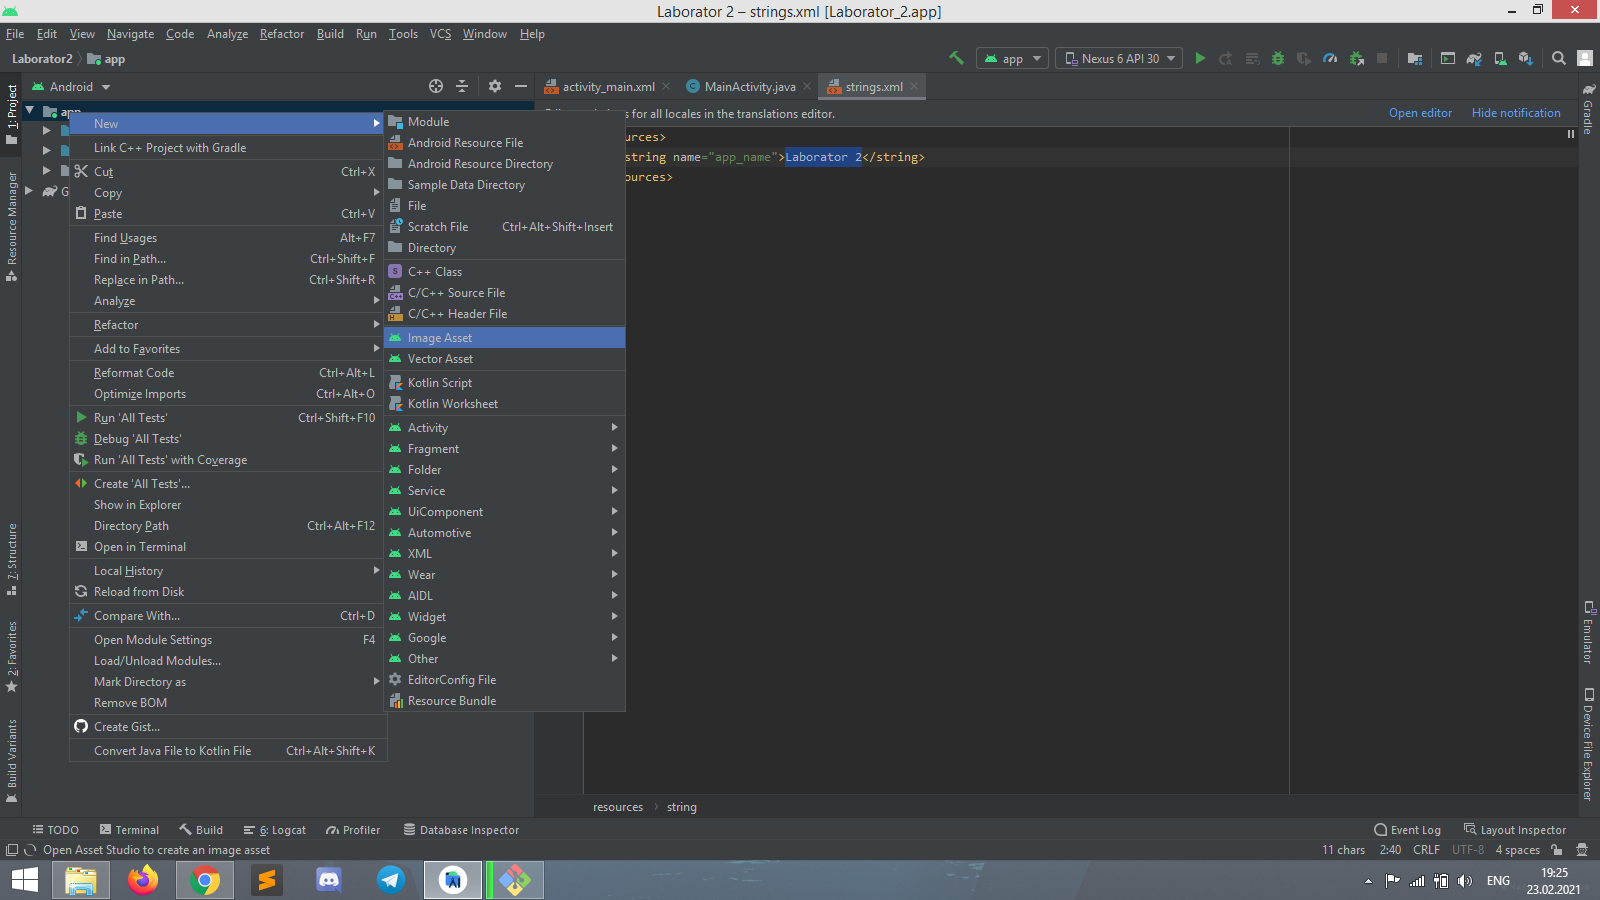 Laborator 2 – strings.xml [Laborator_2.app]
File Edit View Navigate Code Analyze Refactor Build Run Tools VCS Window Help
Laborator2 app
app Nexus 6 API 30
Android
activity_main.xml MainActivity.java strings.xml
for all locales in the translations editor.
Open editor Hide notification
app
urces>
string name="app_name">Laborator 2</string>
ources>
G
New
Link C++ Project with Gradle
Cut Ctrl+X
Copy
Paste Ctrl+V
Find Usages Alt+F7
Find in Path... Ctrl+Shift+F
Replace in Path... Ctrl+Shift+R
Analyze
Refactor
Add to Favorites
Reformat Code Ctrl+Alt+L
Optimize Imports Ctrl+Alt+O
Run 'All Tests' Ctrl+Shift+F10
Debug 'All Tests'
Run 'All Tests' with Coverage
Create 'All Tests'...
Show in Explorer
Directory Path Ctrl+Alt+F12
Open in Terminal
Local History
Reload from Disk
Compare With... Ctrl+D
Open Module Settings F4
Load/Unload Modules...
Mark Directory as
Remove BOM
Create Gist...
Convert Java File to Kotlin File Ctrl+Alt+Shift+K
Module
Android Resource File
Android Resource Directory
Sample Data Directory
File
Scratch File Ctrl+Alt+Shift+Insert
Directory
C++ Class
C/C++ Source File
C/C++ Header File
Image Asset
Vector Asset
Kotlin Script
Kotlin Worksheet
Activity
Fragment
Folder
Service
UiComponent
Automotive
XML
Wear
AIDL
Widget
Google
Other
EditorConfig File
Resource Bundle
1: Project
Resource Manager
7: Structure
2: Favorites
Build Variants
Gradle
Emulator
Device File Explorer
resources string
TODO Terminal Build 6: Logcat Profiler Database Inspector
Event Log Layout Inspector
Open Asset Studio to create an image asset
11 chars 2:40 CRLF UTF-8 4 spaces
ENG
19:25
23.02.2021